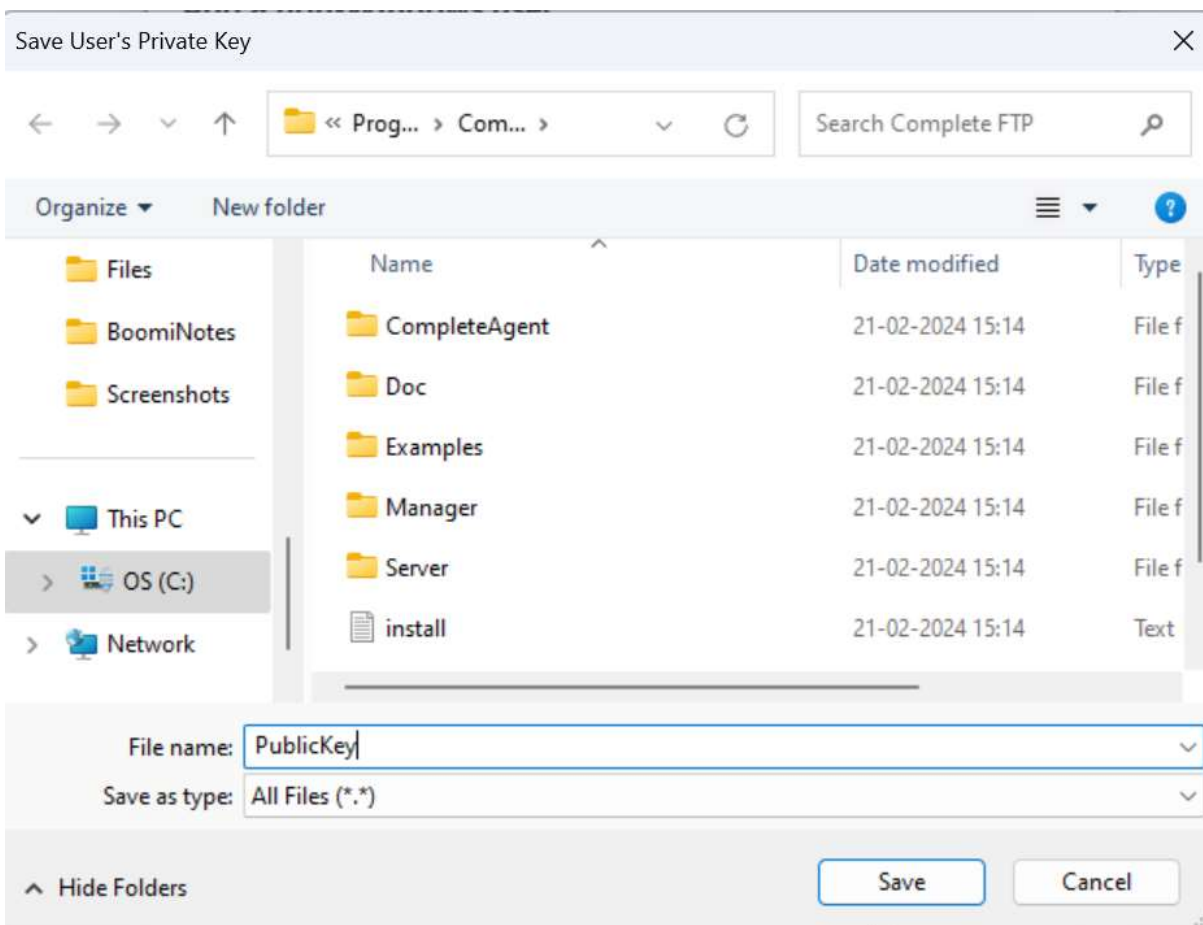 Save User's Private Key
« Prog... › Com... ›
Search Complete FTP
Organize
New folder
?
Name
Date modified
Type
Files
BoomiNotes
Screenshots
This PC
OS (C:)
Network
CompleteAgent 21-02-2024 15:14 File f
Doc 21-02-2024 15:14 File f
Examples 21-02-2024 15:14 File f
Manager 21-02-2024 15:14 File f
Server 21-02-2024 15:14 File f
install 21-02-2024 15:14 Text
File name: PublicKey
Save as type: All Files (*.*)
Hide Folders
Save
Cancel